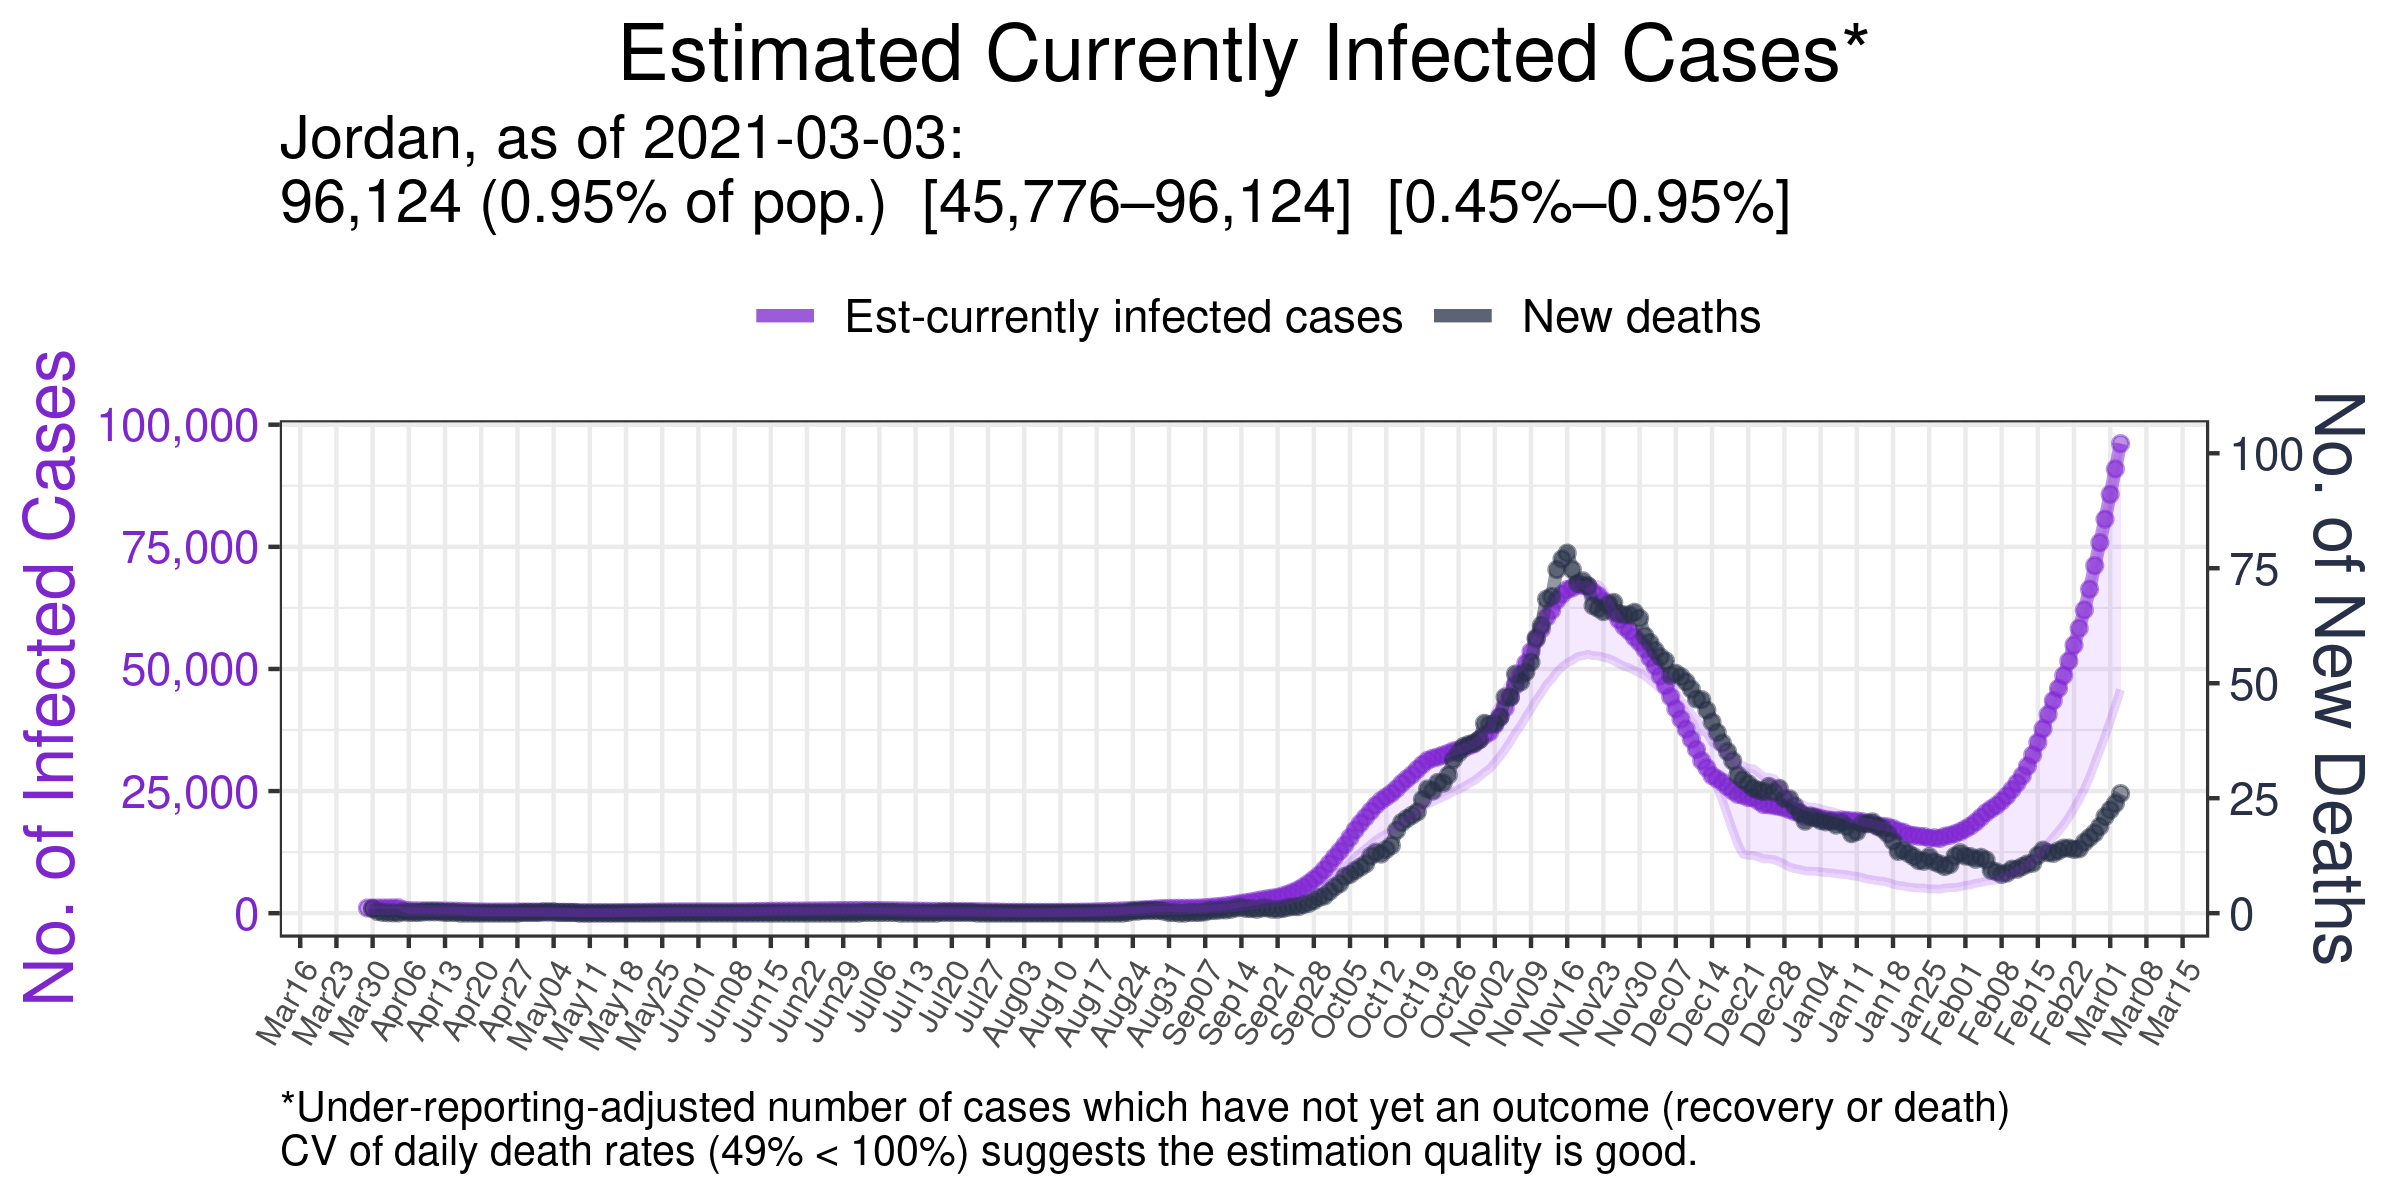 Estimated Currently Infected Cases*
Jordan, as of 2021-03-03:
96,124 (0.95% of pop.) [45,776–96,124] [0.45%–0.95%]
Est-currently infected cases
New deaths
No. of Infected Cases
100,000
75,000
50,000
25,000
0
No. of New Deaths
100
75
50
25
0
Mar16
Mar23
Mar30
Apr06
Apr13
Apr20
Apr27
May04
May11
May18
May25
Jun01
Jun08
Jun15
Jun22
Jun29
Jul06
Jul13
Jul20
Jul27
Aug03
Aug10
Aug17
Aug24
Aug31
Sep07
Sep14
Sep21
Sep28
Oct05
Oct12
Oct19
Oct26
Nov02
Nov09
Nov16
Nov23
Nov30
Dec07
Dec14
Dec21
Dec28
Jan04
Jan11
Jan18
Jan25
Feb01
Feb08
Feb15
Feb22
Mar01
Mar08
Mar15
*Under-reporting-adjusted number of cases which have not yet an outcome (recovery or death)
CV of daily death rates (49% < 100%) suggests the estimation quality is good.